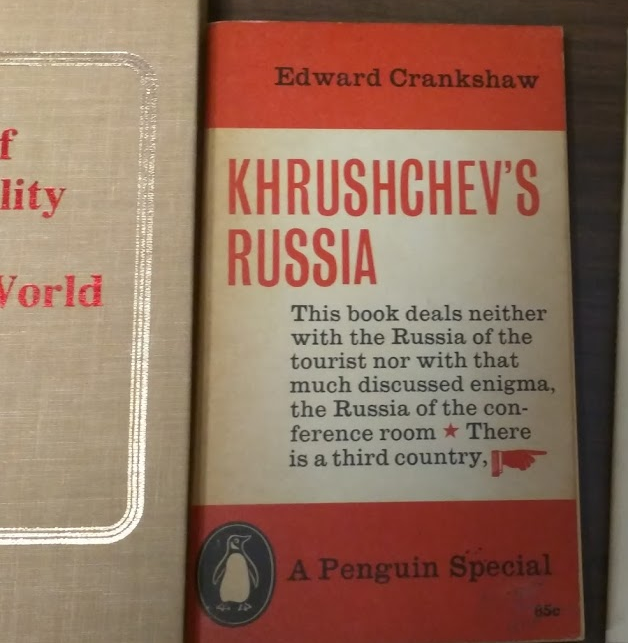 f
lity
World
Edward Crankshaw
KHRUSHCHEV'S
RUSSIA
This book deals neither
with the Russia of the
tourist nor with that
much discussed enigma,
the Russia of the con-
ference room ★ There
is a third country,
A Penguin Special
85c